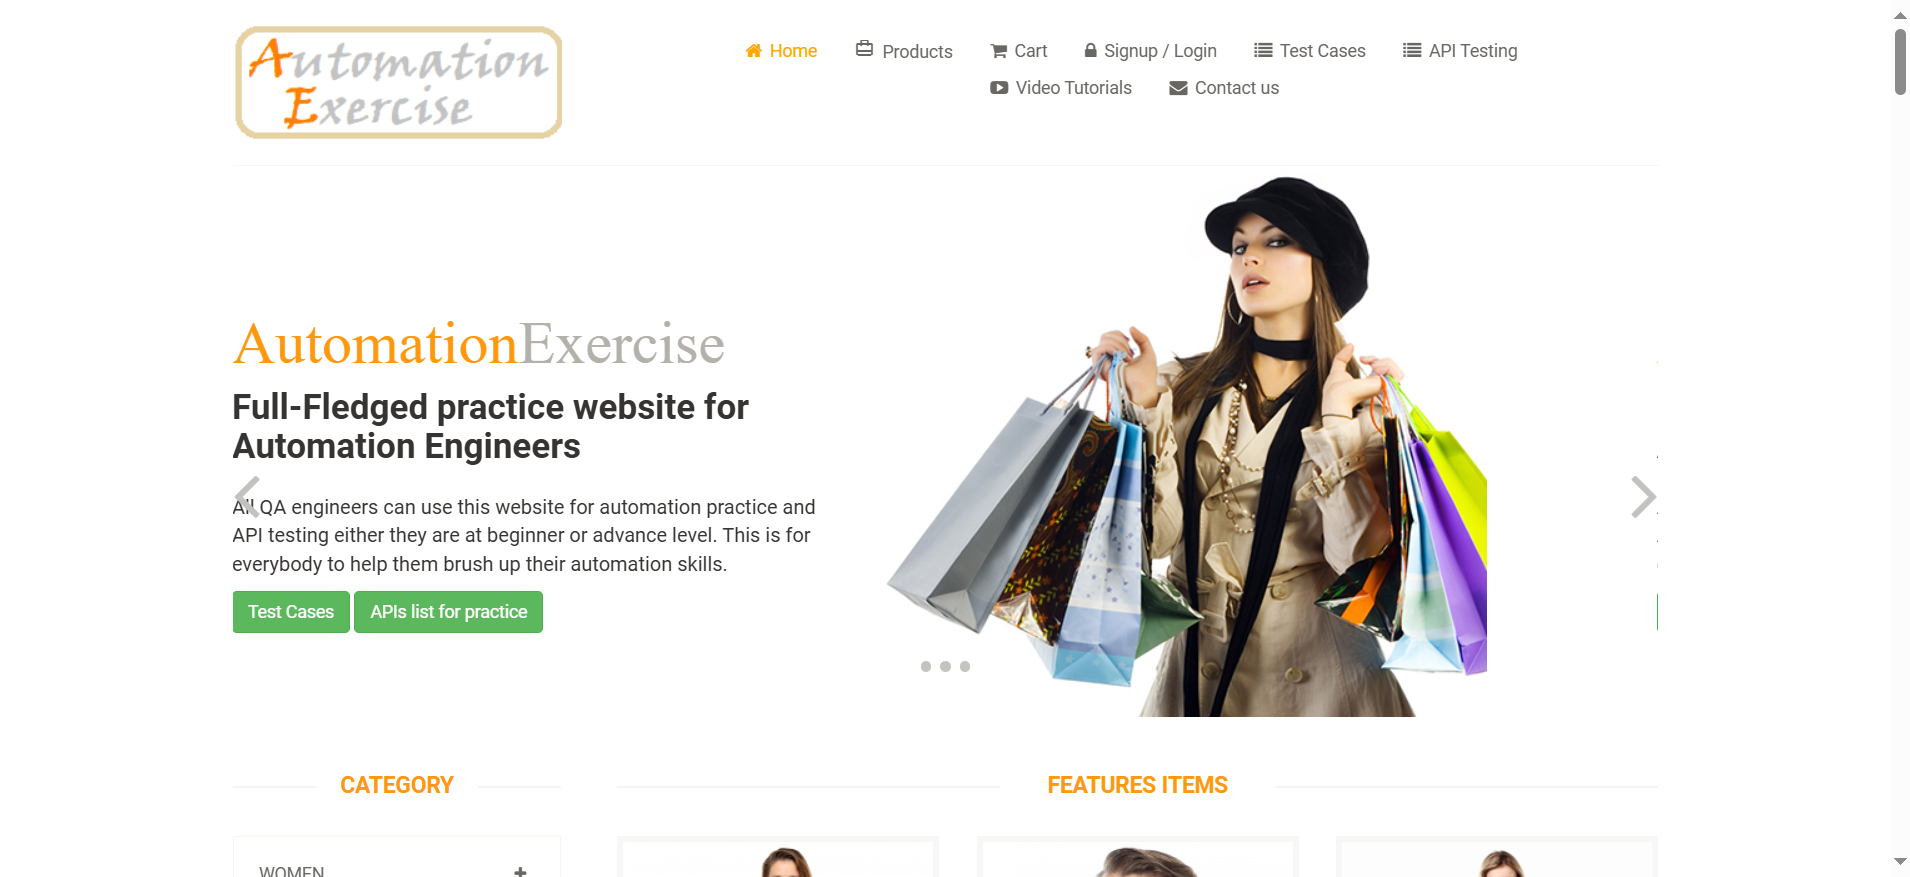 Automation
Exercise
Home
Products
Cart
Signup / Login
Test Cases
API Testing
Video Tutorials
Contact us
AutomationExercise
Full-Fledged practice website for
Automation Engineers
All QA engineers can use this website for automation practice and
API testing either they are at beginner or advance level. This is for
everybody to help them brush up their automation skills.
Test Cases
APIs list for practice
CATEGORY
FEATURES ITEMS
WOMEN